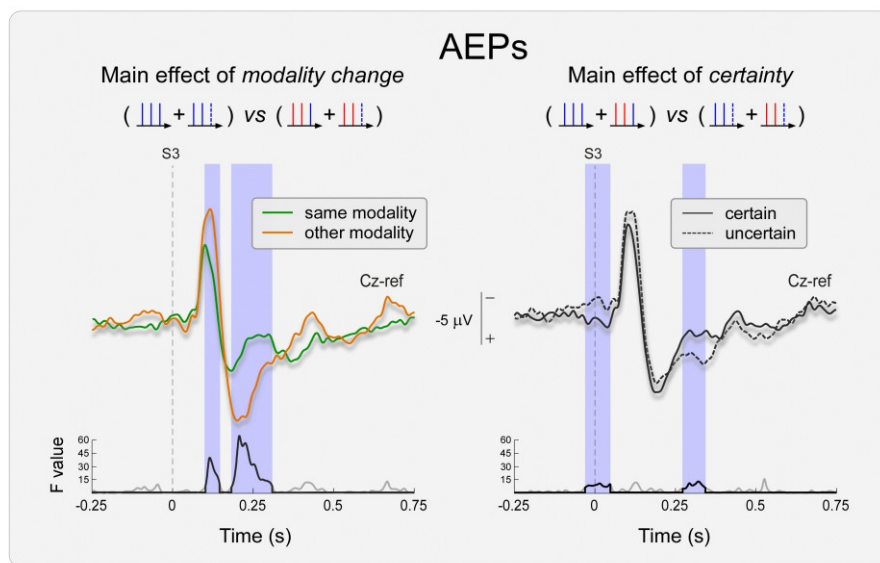 AEPs
Main effect of modality change
( + ) vs ( + )
S3
same modality
other modality
Cz-ref
F value
60
45
30
15
-0.25 0 0.25 0.5 0.75
Time (s)
Main effect of certainty
( + ) vs ( + )
S3
certain
uncertain
Cz-ref
-5 µV
−
+
60
45
30
15
-0.25 0 0.25 0.5 0.75
Time (s)